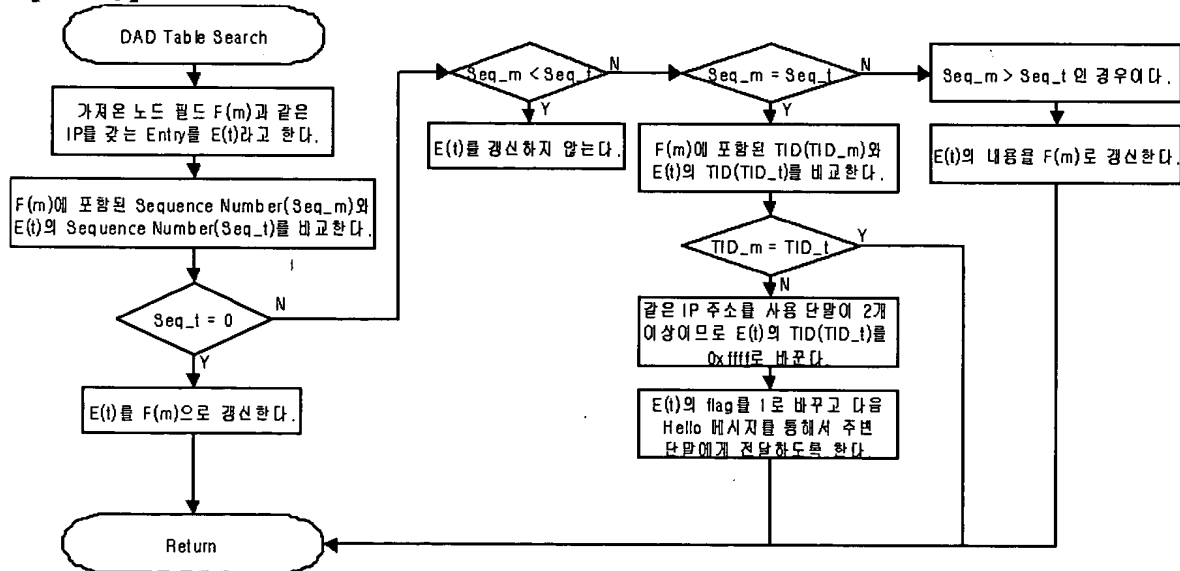 DAD Table Search
가져온 노드 필드 F(m)과 같은
IP를 갖는 Entry를 E(t)라고 한다.
F(m)에 포함된 Sequence Number(Seq_m)와
E(t)의 Sequence Number(Seq_t)를 비교한다.
Seq_t = 0
N
Y
E(t)를 F(m)으로 갱신한다.
Return
Seq_m < Seq_t
N
Y
E(t)를 갱신하지 않는다.
Seq_m = Seq_t
N
Y
F(m)에 포함된 TID(TID_m)와
E(t)의 TID(TID_t)를 비교한다.
TID_m = TID_t
Y
N
같은 IP 주소를 사용 단말이 2개
이상이므로 E(t)의 TID(TID_t)를
0xffff로 바꾼다.
E(t)의 flag를 1로 바꾸고 다음
Hello 메시지를 통해서 주변
단말에게 전달하도록 한다.
Seq_m > Seq_t 인 경우이다.
E(t)의 내용을 F(m)로 갱신한다.